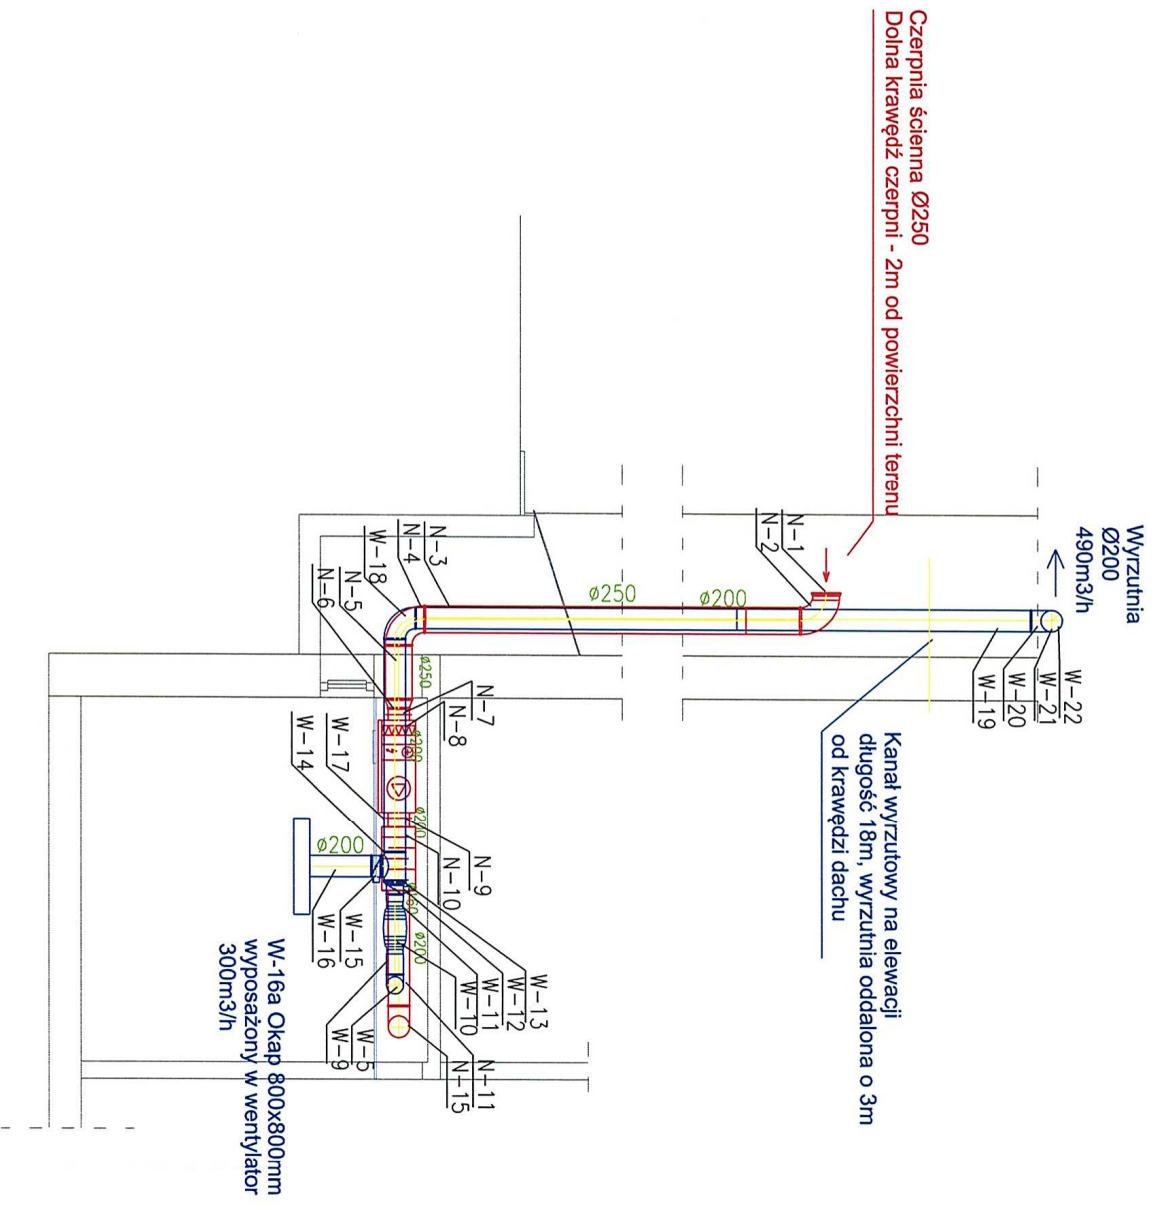 Czerpnia ścienna Ø250
Dolna krawędź czerpni - 2m od powierzchni terenu
Wyrzutnia
Ø200
490m3/h
W-22
W-21
W-20
W-19
Kanał wyrzutowy na elewacji
długość 18m, wyrzutnia oddalona o 3m
od krawędzi dachu
N-1
N-2
ø200
ø250
N-3
N-4
W-18
N-5
N-6
ø250
N-7
N-8
ø200
W-17
W-14
ø200
N-9
N-10
ø200
W-15
W-16
ø200
W-13
W-12
W-11
W-10
N-11
N-15
W-5
W-9
W-16a Okap 800x800mm
wyposażony w wentylator
300m3/h